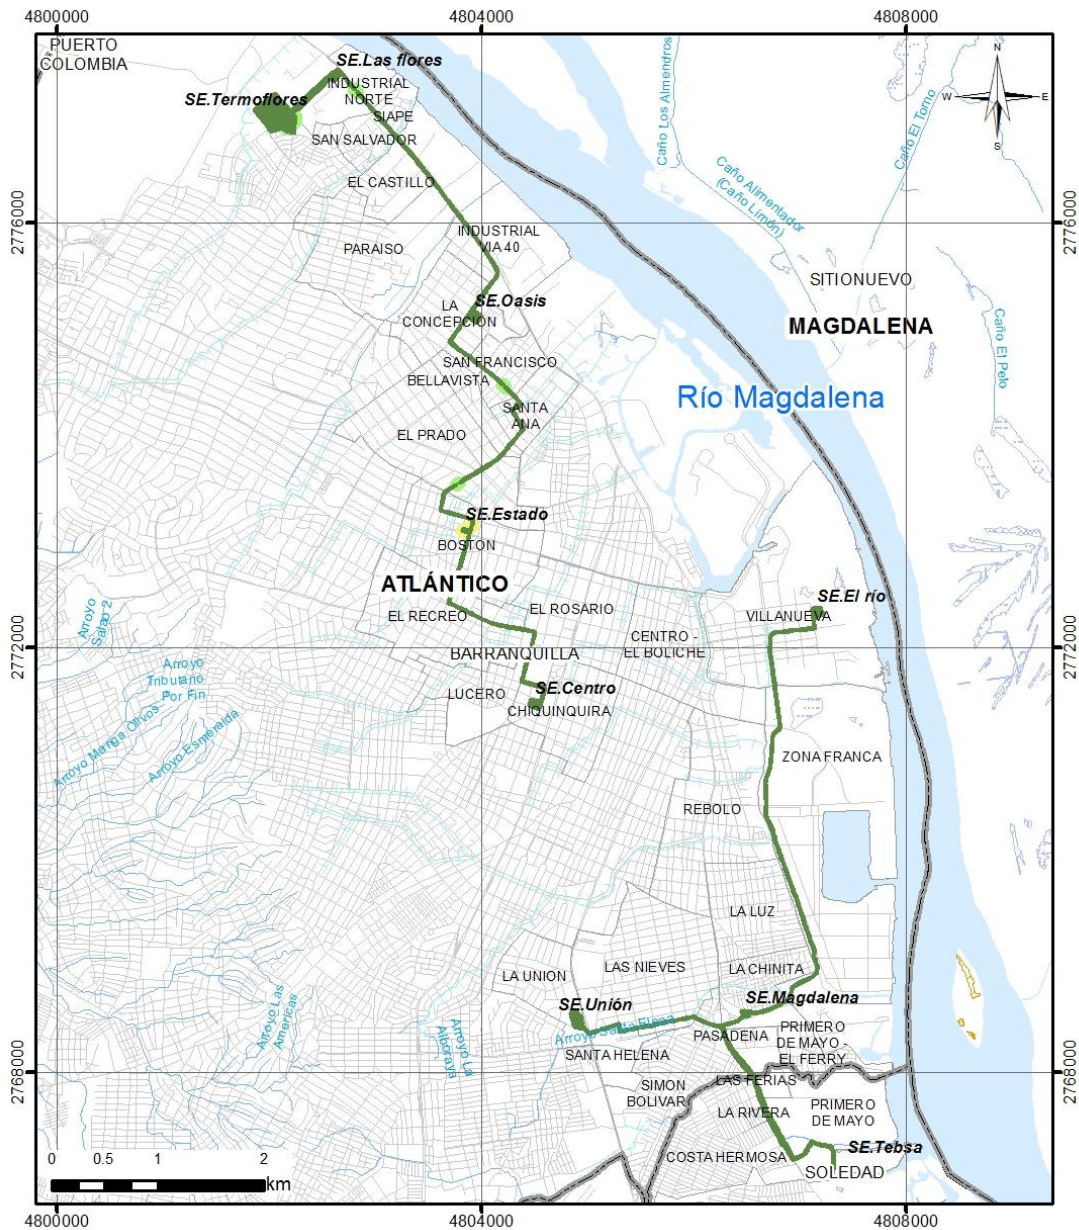 4800000
4804000
4808000
PUERTO
COLOMBIA
SE.Las flores
INDUSTRIAL
NORTE
SE.Termoflores
SIAPE
SAN SALVADOR
EL CASTILLO
N
W
E
S
Caño Los Almendros
Caño El Torno
Caño Alimentador
(Caño Limón)
2776000
2776000
INDUSTRIAL
VIA 40
PARAISO
SITIONUEVO
SE.Oasis
LA
CONCEPCIÓN
MAGDALENA
Caño El Pelo
SAN FRANCISCO
BELLAVISTA
Río Magdalena
SANTA
ANA
EL PRADO
SE.Estado
BOSTON
ATLÁNTICO
SE.El río
EL ROSARIO
EL RECREO
VILLANUEVA
Arroyo
Salao 2
CENTRO -
EL BOLICHE
2772000
2772000
BARRANQUILLA
Arroyo
Tributario
Por Fin
LUCERO
SE.Centro
CHIQUINQUIRA
Arroyo Manga Olivos
Arroyo Esmeralda
ZONA FRANCA
REBOLO
LA LUZ
LA UNION
LAS NIEVES
LA CHINITA
Arroyo Las
Americas
SE.Unión
SE.Magdalena
Arroyo Santa Elena
Arroyo La
Alboraya
PASADENA
PRIMERO
DE MAYO -
EL FERRY
SANTA HELENA
2768000
2768000
LAS FERIAS
SIMON
BOLIVAR
LA RIVERA
PRIMERO
DE MAYO
SE.Tebsa
COSTA HERMOSA
SOLEDAD
0 0.5 1 2
km
4800000
4804000
4808000